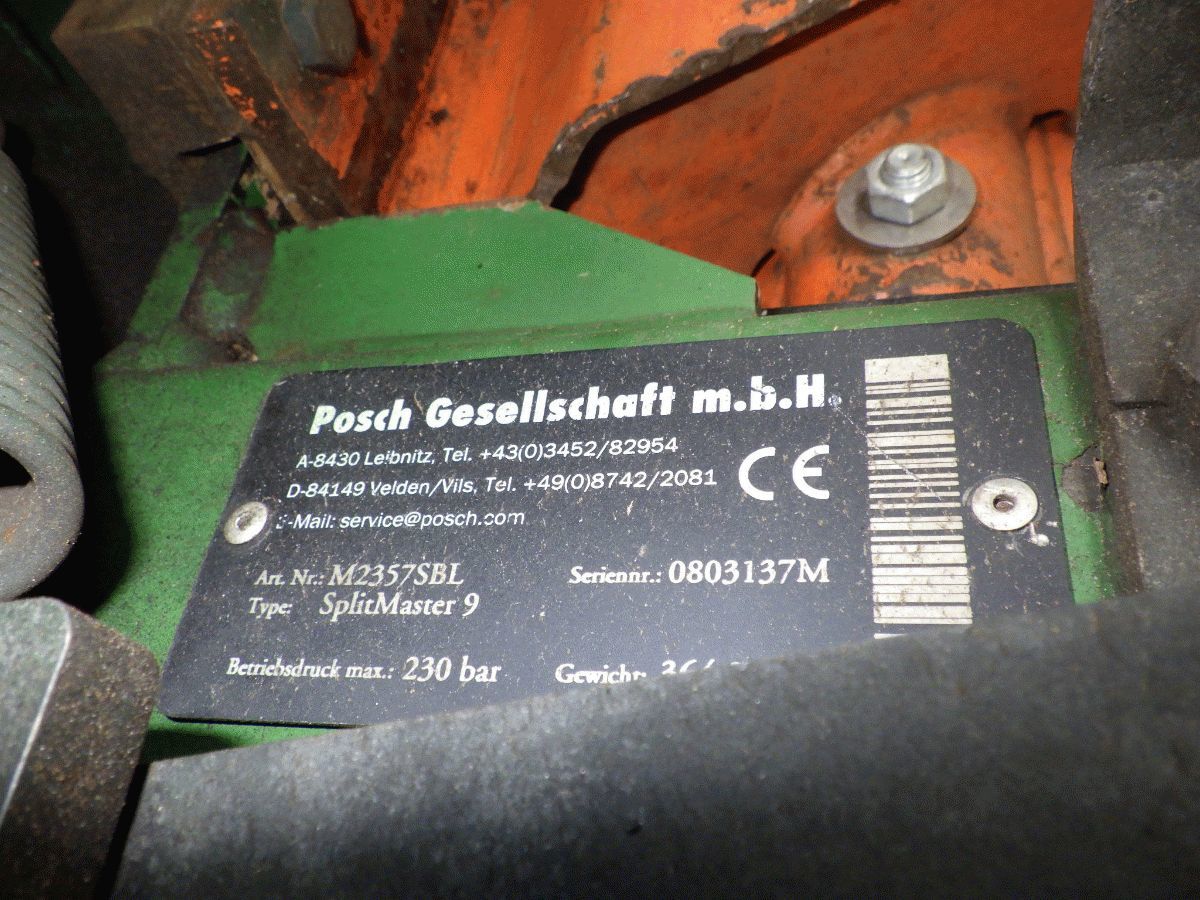 Posch Gesellschaft m.b.H.
A-8430 Leibnitz, Tel. +43(0)3452/82954
D-84149 Velden/Vils, Tel. +49(0)8742/2081
CE
E-Mail: service@posch.com
Art. Nr.: M2357SBL Seriennr.: 0803137M
Type: SplitMaster 9
Betriebsdruck max.: 230 bar Gewicht: